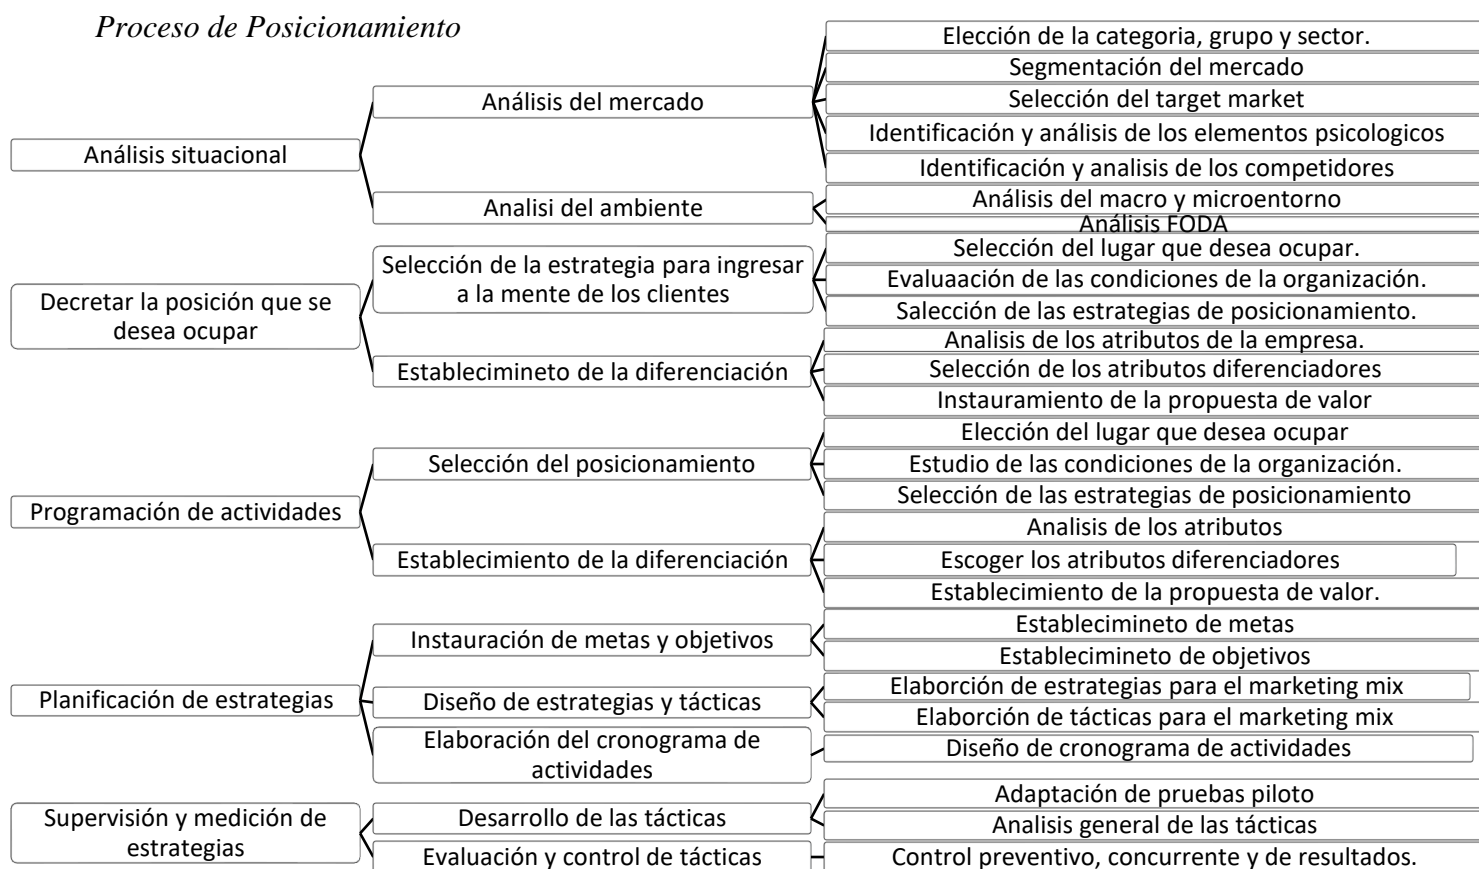 Proceso de Posicionamiento
Análisis situacional
Análisis del mercado
Elección de la categoria, grupo y sector.
Segmentación del mercado
Selección del target market
Identificación y análisis de los elementos psicologicos
Identificación y analisis de los competidores
Analisi del ambiente
Análisis del macro y microentorno
Análisis FODA
Decretar la posición que se
desea ocupar
Selección de la estrategia para ingresar
a la mente de los clientes
Selección del lugar que desea ocupar.
Evaluaación de las condiciones de la organización.
Salección de las estrategias de posicionamiento.
Establecimineto de la diferenciación
Analisis de los atributos de la empresa.
Selección de los atributos diferenciadores
Instauramiento de la propuesta de valor
Programación de actividades
Selección del posicionamiento
Elección del lugar que desea ocupar
Estudio de las condiciones de la organización.
Selección de las estrategias de posicionamiento
Establecimiento de la diferenciación
Analisis de los atributos
Escoger los atributos diferenciadores
Establecimiento de la propuesta de valor.
Planificación de estrategias
Instauración de metas y objetivos
Establecimineto de metas
Establecimineto de objetivos
Diseño de estrategias y tácticas
Elaborción de estrategias para el marketing mix
Elaborción de tácticas para el marketing mix
Elaboración del cronograma de
actividades
Diseño de cronograma de actividades
Supervisión y medición de
estrategias
Desarrollo de las tácticas
Adaptación de pruebas piloto
Analisis general de las tácticas
Evaluación y control de tácticas
Control preventivo, concurrente y de resultados.